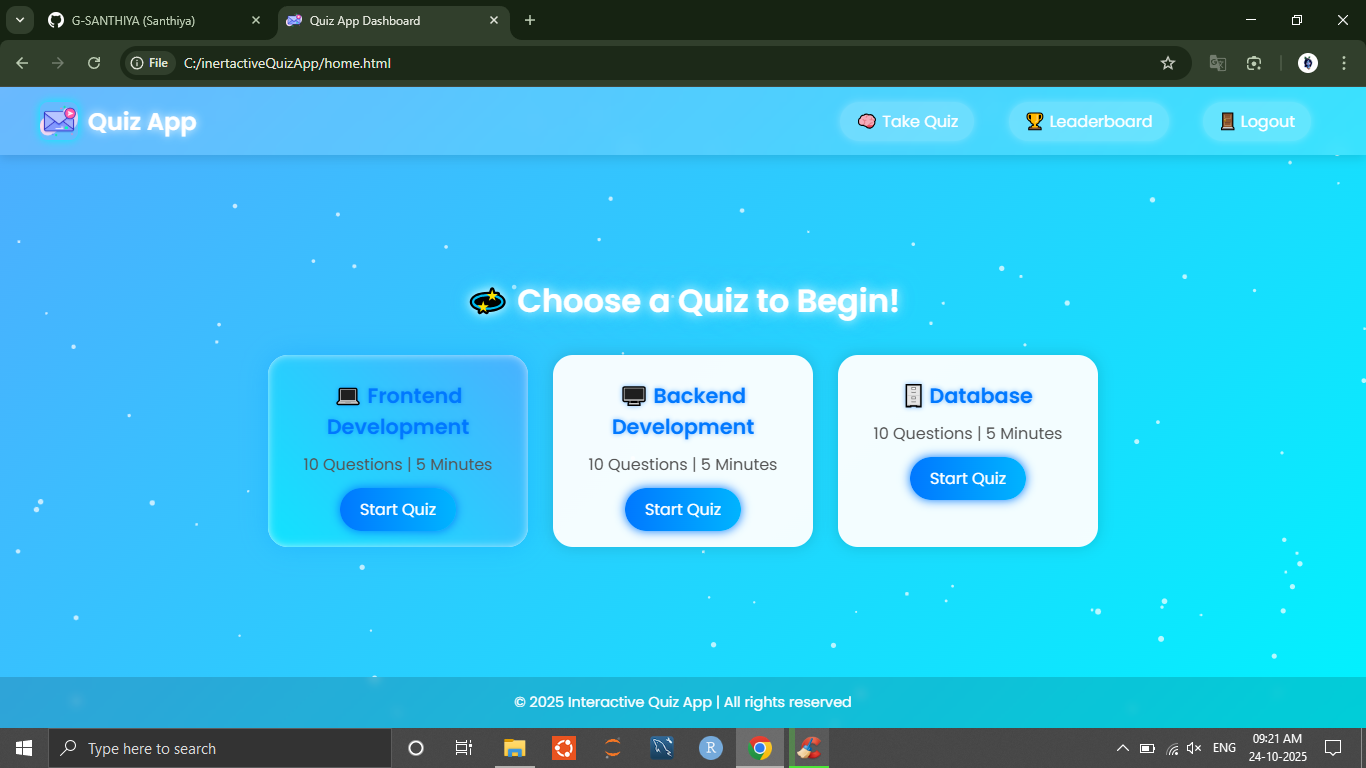 G-SANTHIYA (Santhiya)
Quiz App Dashboard
File C:/inertactiveQuizApp/home.html
Quiz App
Take Quiz
Leaderboard
Logout
Choose a Quiz to Begin!
Frontend
Development
10 Questions | 5 Minutes
Start Quiz
Backend
Development
10 Questions | 5 Minutes
Start Quiz
Database
10 Questions | 5 Minutes
Start Quiz
© 2025 Interactive Quiz App | All rights reserved
Type here to search
R
ENG
09:21 AM
24-10-2025